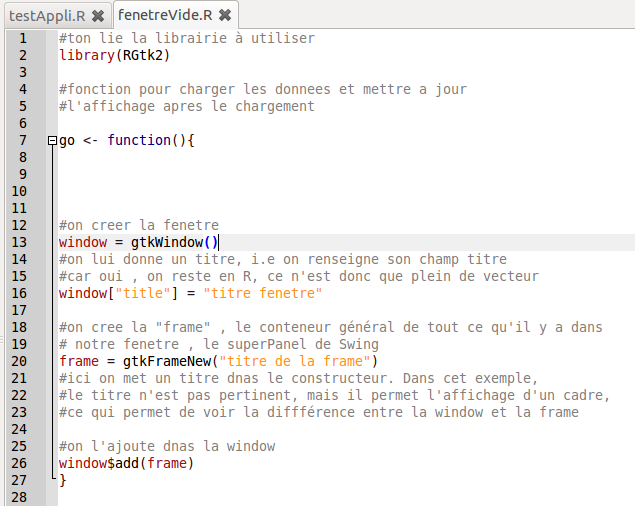 testAppli.R
fenetreVide.R
1 #ton lie la librairie à utiliser
2 library(RGtk2)
3
4 #fonction pour charger les donnees et mettre a jour
5 #l'affichage apres le chargement
6
7 go <- function(){
8
9
10
11
12 #on creer la fenetre
13 window = gtkWindow()
14 #on lui donne un titre, i.e on renseigne son champ titre
15 #car oui , on reste en R, ce n'est donc que plein de vecteur
16 window["title"] = "titre fenetre"
17
18 #on cree la "frame" , le conteneur général de tout ce qu'il y a dans
19 # notre fenetre , le superPanel de Swing
20 frame = gtkFrameNew("titre de la frame")
21 #ici on met un titre dnas le constructeur. Dans cet exemple,
22 #le titre n'est pas pertinent, mais il permet l'affichage d'un cadre,
23 #ce qui permet de voir la diffférence entre la window et la frame
24
25 #on l'ajoute dnas la window
26 window$add(frame)
27 }
28